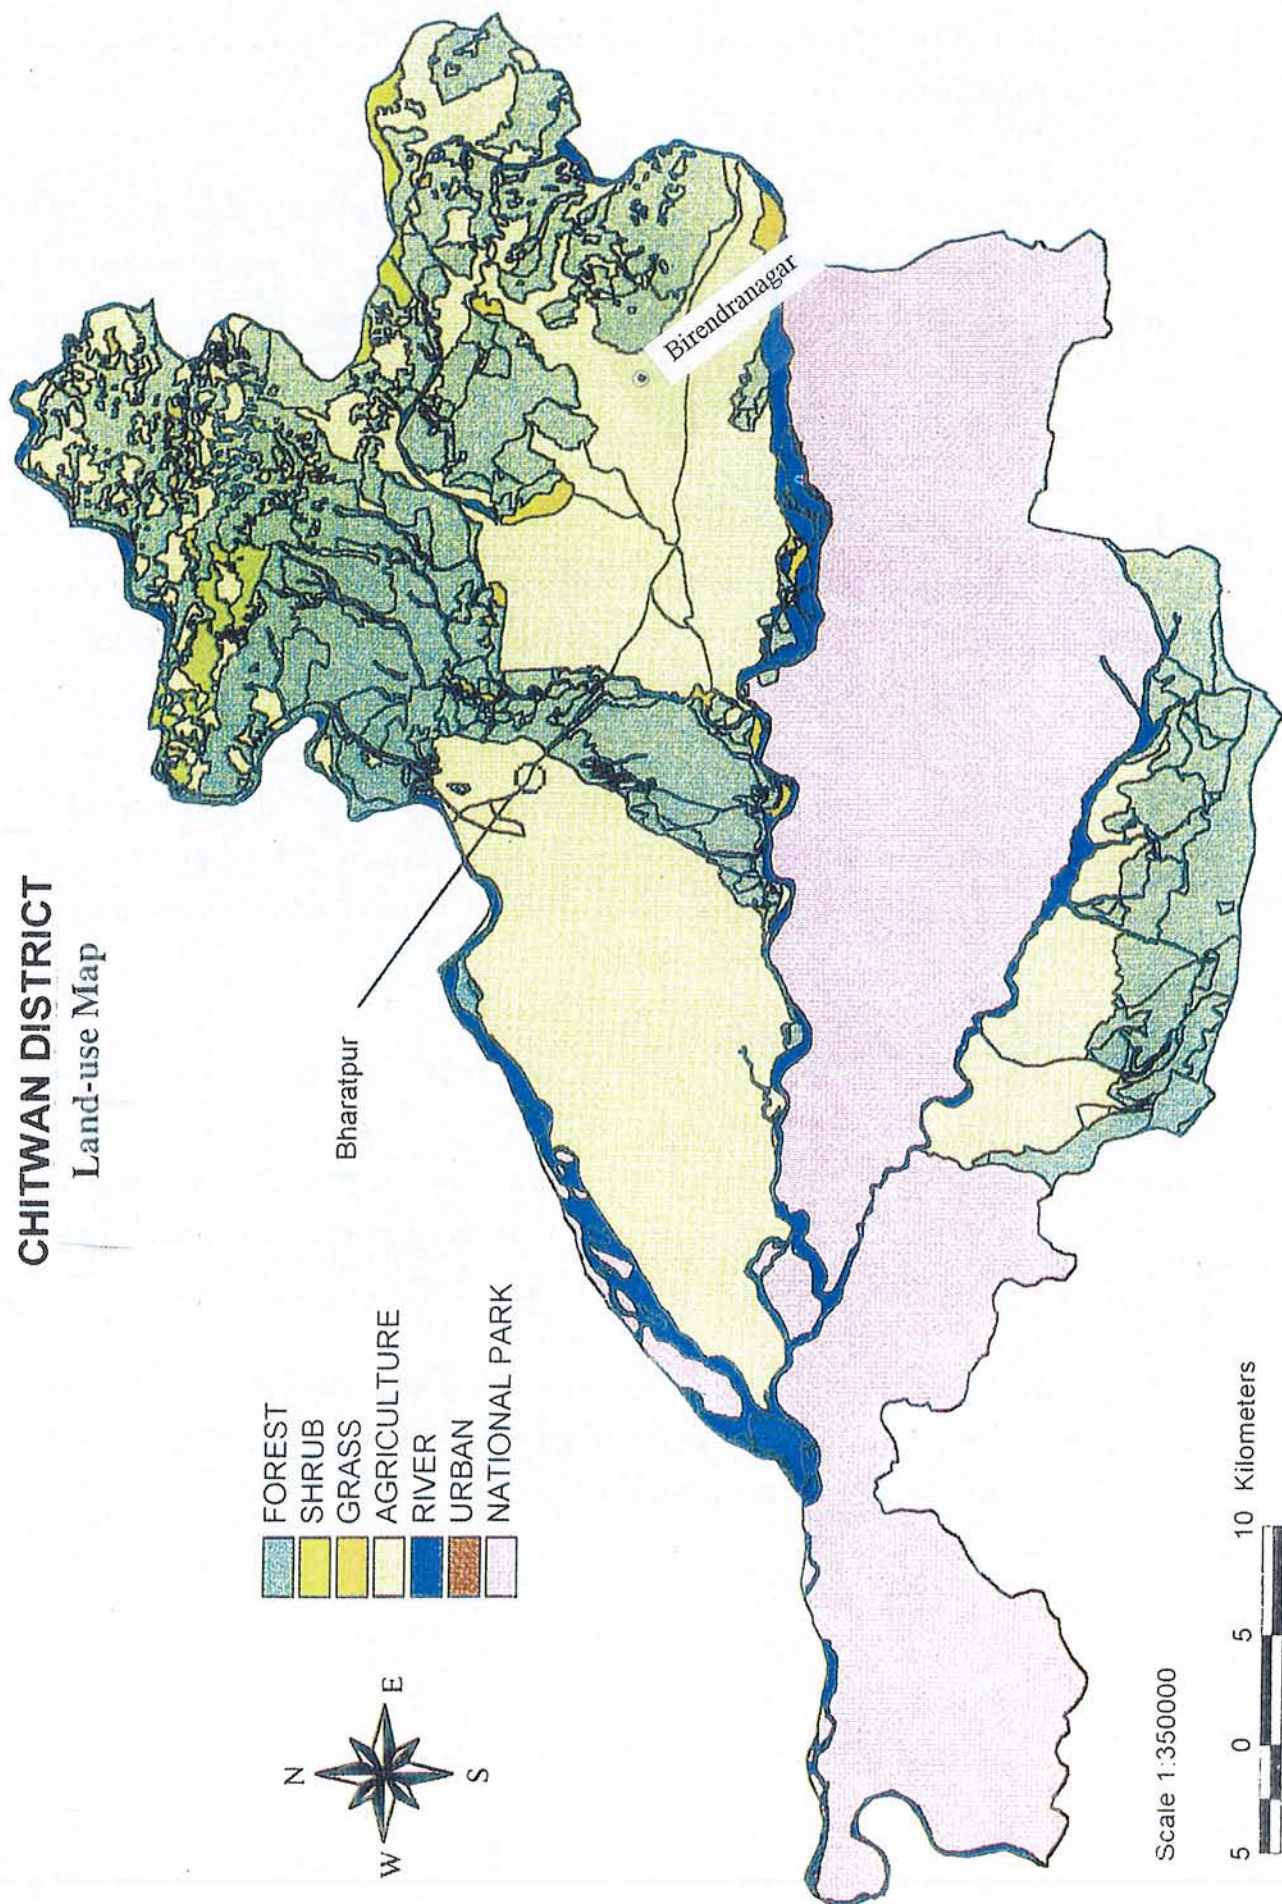 CHITWAN DISTRICT
Land-use Map
N
W
E
S
FOREST
SHRUB
GRASS
AGRICULTURE
RIVER
URBAN
NATIONAL PARK
Bharatpur
Birendranagar
Scale 1:350000
5 0 5 10 Kilometers